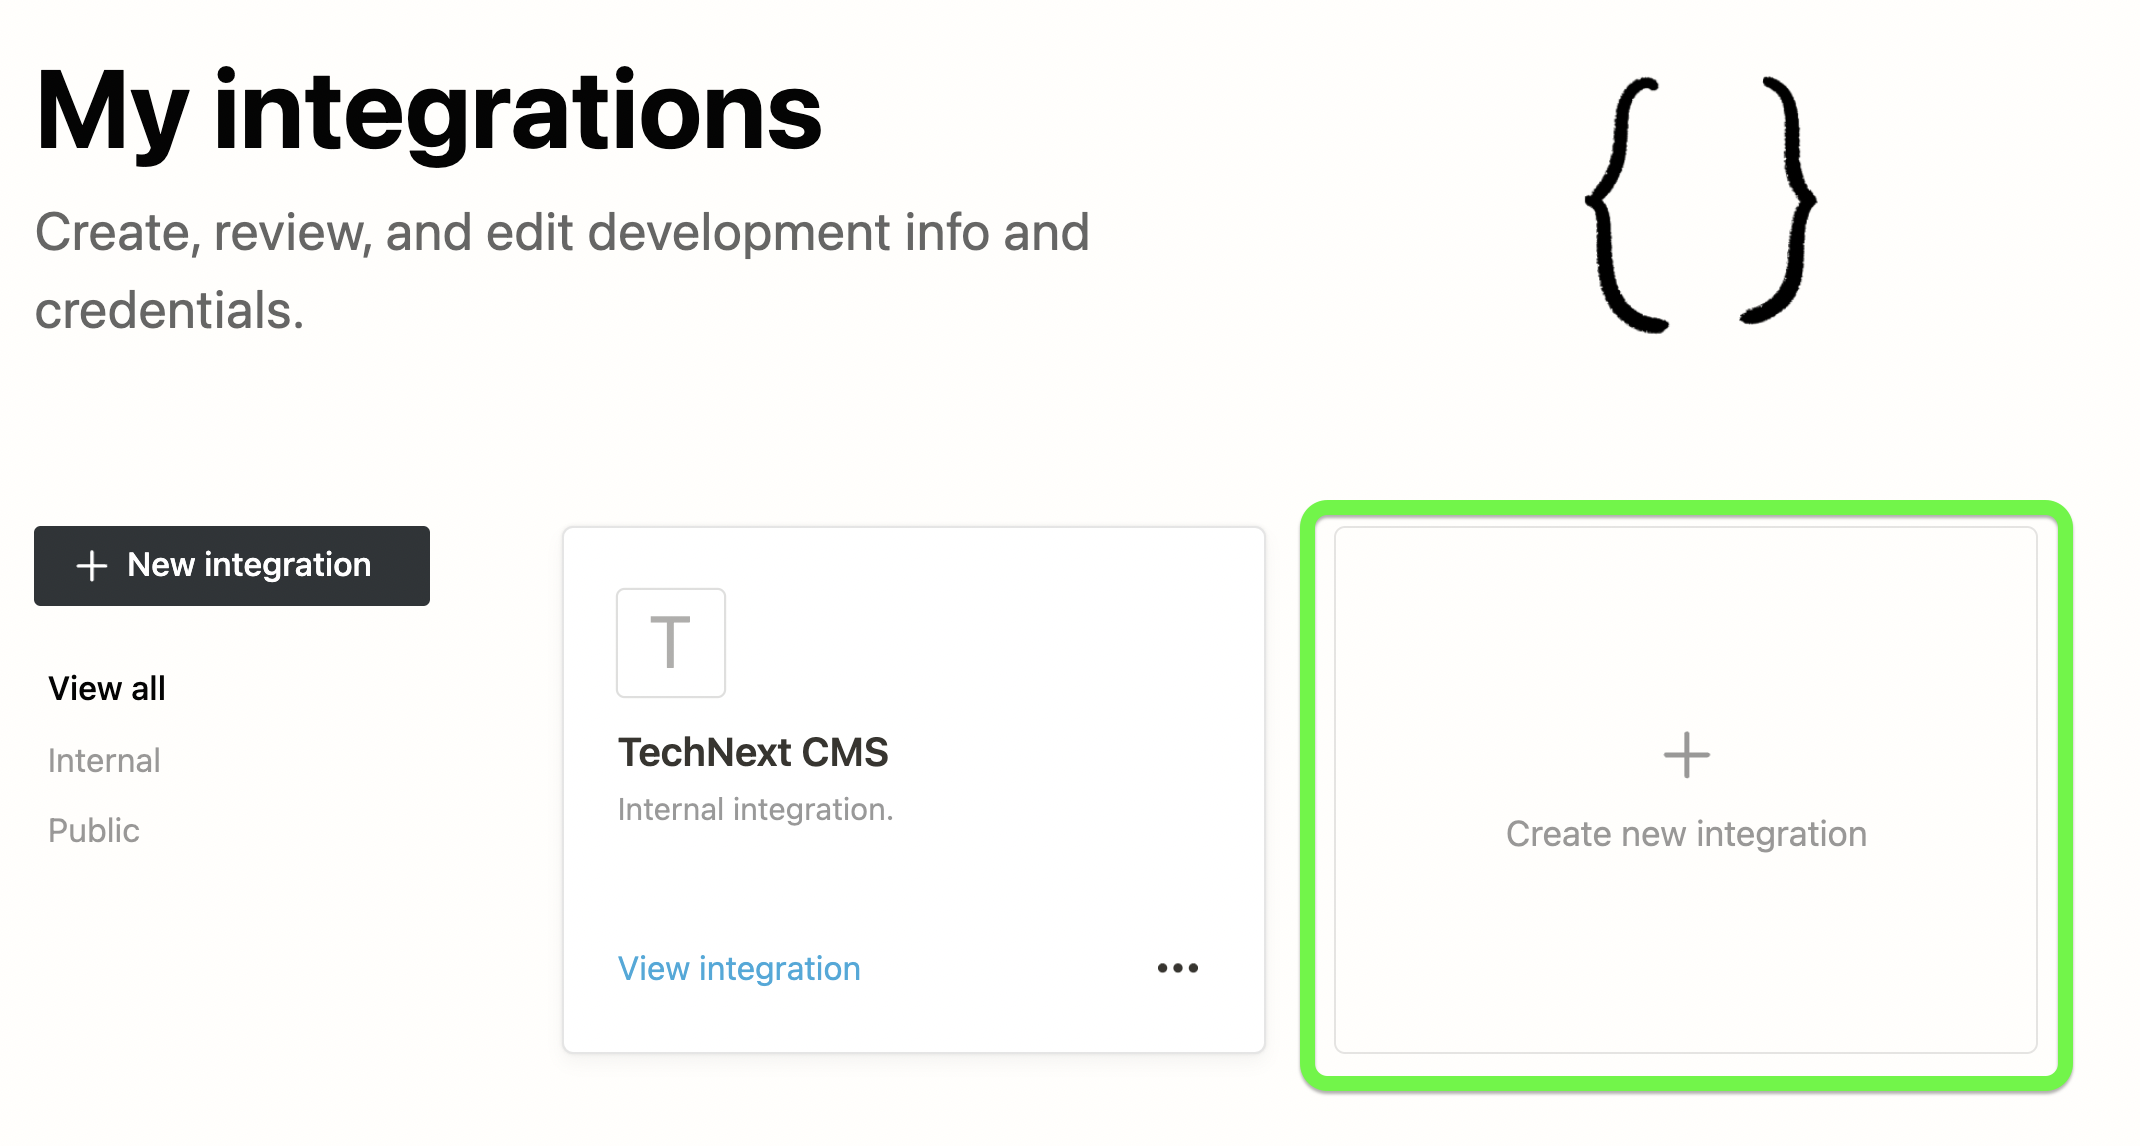 My integrations
Create, review, and edit development info and
credentials.
{ }
+ New integration
View all
Internal
Public
T
TechNext CMS
Internal integration.
View integration
•••
+
Create new integration